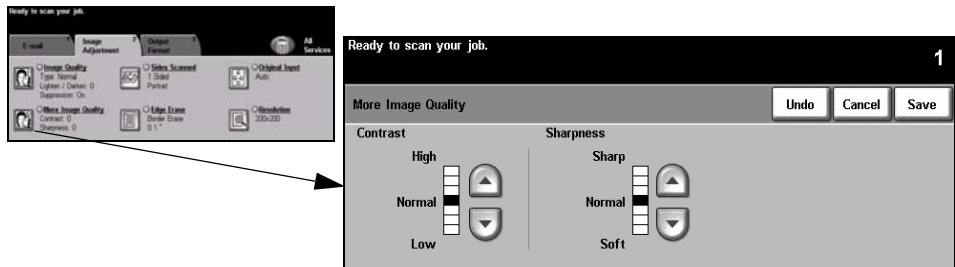 Ready to scan your job.
E-mail
Image Adjustment
Output Format
All Services
Image Quality
Type: Normal
Lighten / Darken: 0
Suppression: On
Sides Scanned
1 Sided
Portrait
Original Input
Auto
More Image Quality
Contrast: 0
Sharpness: 0
Edge Erase
Border Erase
0.1"
Resolution
200x200
Ready to scan your job.
1
More Image Quality
Undo
Cancel
Save
Contrast
Sharpness
High
Normal
Low
Sharp
Normal
Soft